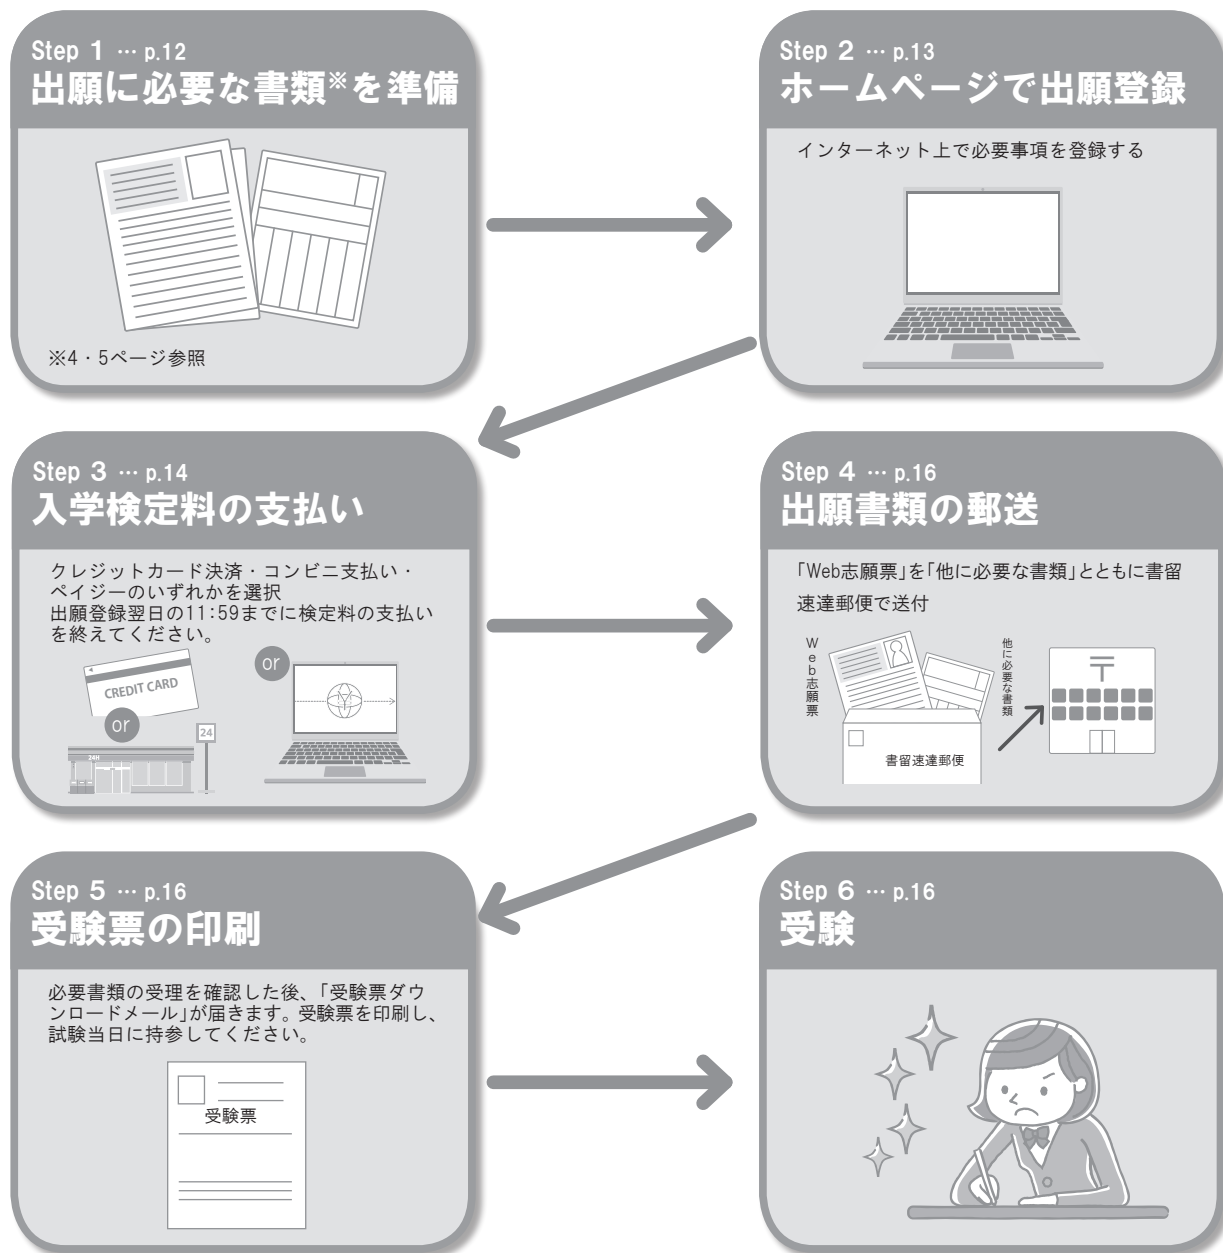 Step 1 … p.12
出願に必要な書類※を準備
※4・5ページ参照
Step 2 … p.13
ホームページで出願登録
インターネット上で必要事項を登録する
Step 3 … p.14
入学検定料の支払い
クレジットカード決済・コンビニ支払い・
ペイジーのいずれかを選択
出願登録翌日の11:59までに検定料の支払い
を終えてください。
CREDIT CARD
or
or
24
24H
Step 4 … p.16
出願書類の郵送
「Web志願票」を「他に必要な書類」とともに書留
速達郵便で送付
Web志願票
他に必要な書類
〒
書留速達郵便
Step 5 … p.16
受験票の印刷
必要書類の受理を確認した後、「受験票ダウ
ンロードメール」が届きます。受験票を印刷し、
試験当日に持参してください。
受験票
Step 6 … p.16
受験